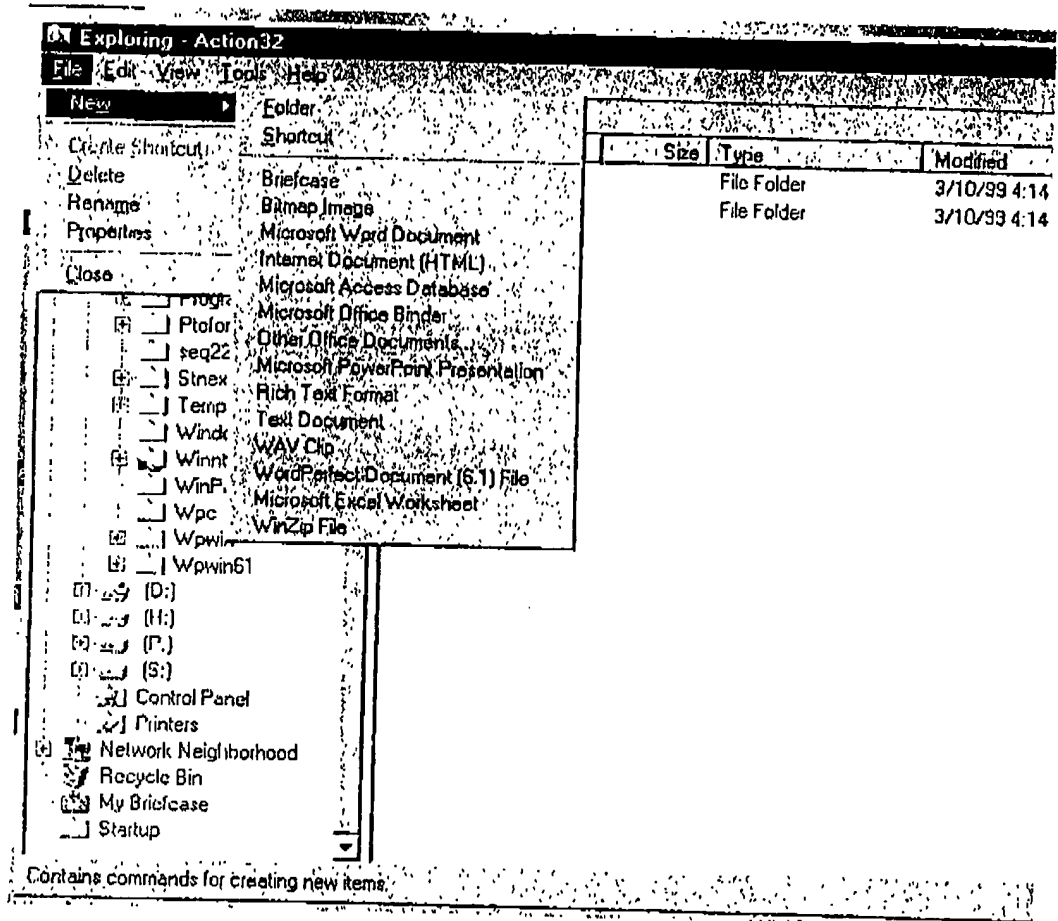 Exploring - Action32
File Edit View Tools Help
New
Folder
Shortcut
Create Shortcut
Delete
Rename
Properties
Close
Briefcase
Bitmap Image
Microsoft Word Document
Internet Document (HTML)
Microsoft Access Database
Microsoft Office Binder
Other Office Documents...
Microsoft PowerPoint Presentation
Rich Text Format
Text Document
WAV Clip
WordPerfect Document (6.1) File
Microsoft Excel Worksheet
WinZip File
Size Type Modified
File Folder 3/10/99 4:14
File Folder 3/10/99 4:14
Progra
Ptofor
seq22
Stnex
Temp
Windo
Winnt
WinP
Wpc
Wpwin61
(D:)
(H:)
(S:)
Control Panel
Printers
Network Neighborhood
Recycle Bin
My Briefcase
Startup
Contains commands for creating new items.